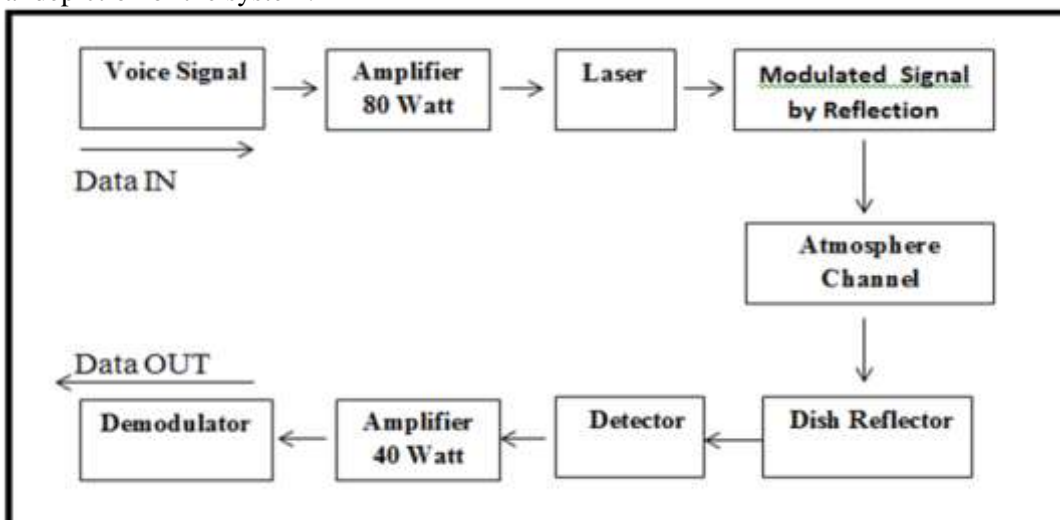 Voice Signal
Amplifier
80 Watt
Laser
Modulated Signal
by Reflection
Data IN
Atmosphere
Channel
Data OUT
Demodulator
Amplifier
40 Watt
Detector
Dish Reflector